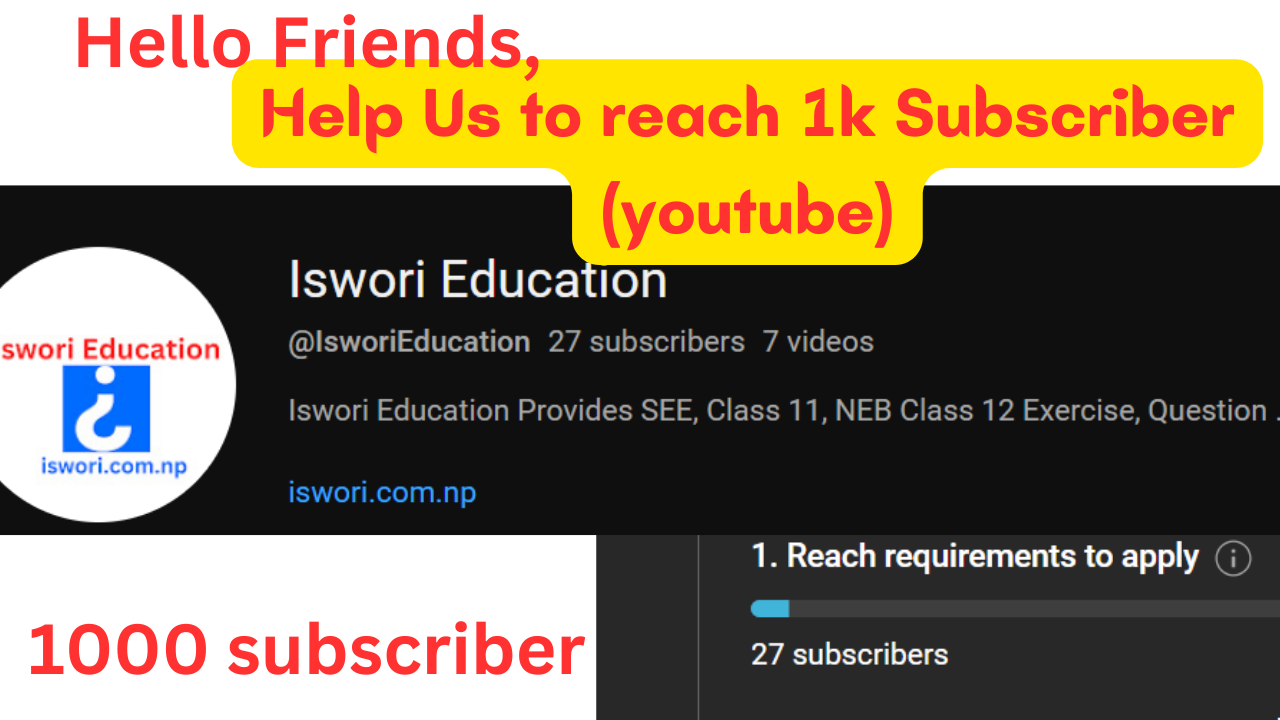 Hello Friends,
Help Us to reach 1k Subscriber
(youtube)
Iswori Education
@IsworiEducation 27 subscribers 7 videos
Iswori Education Provides SEE, Class 11, NEB Class 12 Exercise, Question .
iswori.com.np
swori Education
iswori.com.np
1. Reach requirements to apply
27 subscribers
1000 subscriber